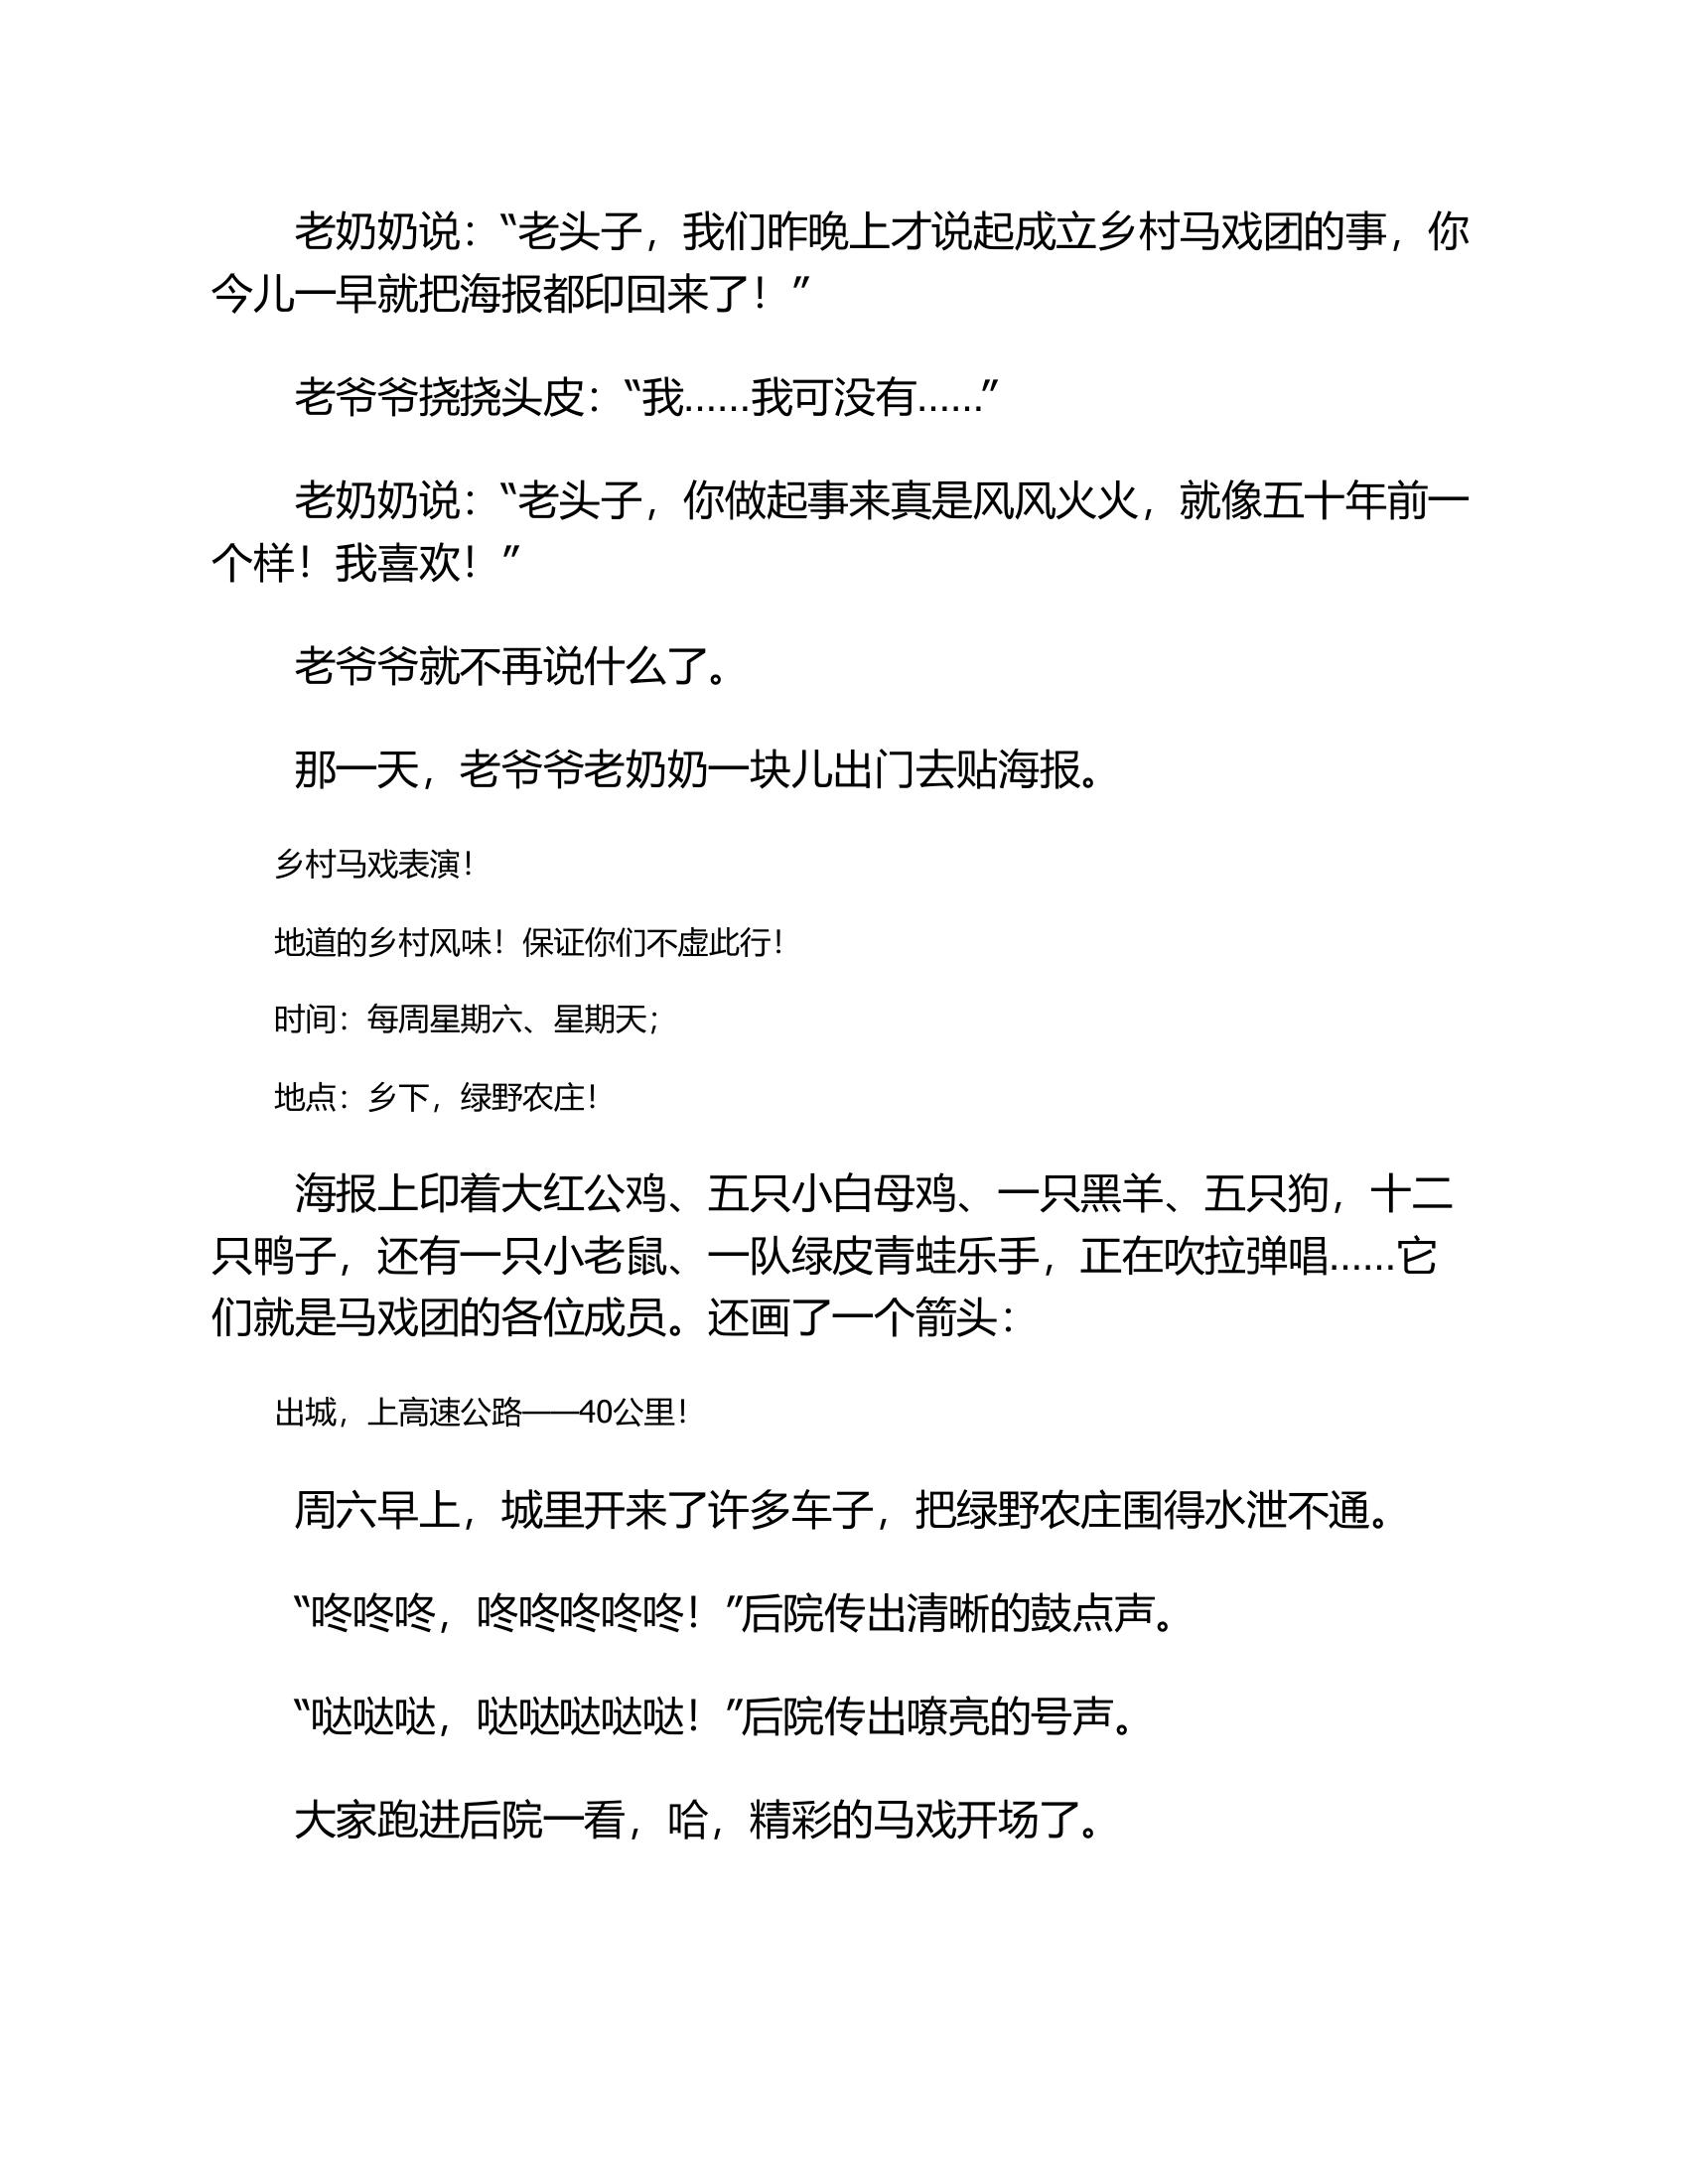 老奶奶说：“老头子，我们昨晚上才说起成立乡村马戏团的事，你
今儿一早就把海报都印回来了！”
老爷爷挠挠头皮：“我……我可没有……”
老奶奶说：“老头子，你做起事来真是风风火火，就像五十年前一
个样！我喜欢！”
老爷爷就不再说什么了。
那一天，老爷爷老奶奶一块儿出门去贴海报。
乡村马戏表演！
地道的乡村风味！保证你们不虚此行！
时间：每周星期六、星期天；
地点：乡下，绿野农庄！
海报上印着大红公鸡、五只小白母鸡、一只黑羊、五只狗，十二
只鸭子，还有一只小老鼠、一队绿皮青蛙乐手，正在吹拉弹唱……它
们就是马戏团的各位成员。还画了一个箭头：
出城，上高速公路——40公里！
周六早上，城里开来了许多车子，把绿野农庄围得水泄不通。
“咚咚咚，咚咚咚咚咚！”后院传出清晰的鼓点声。
“哒哒哒，哒哒哒哒哒！”后院传出嘹亮的号声。
大家跑进后院一看，哈，精彩的马戏开场了。